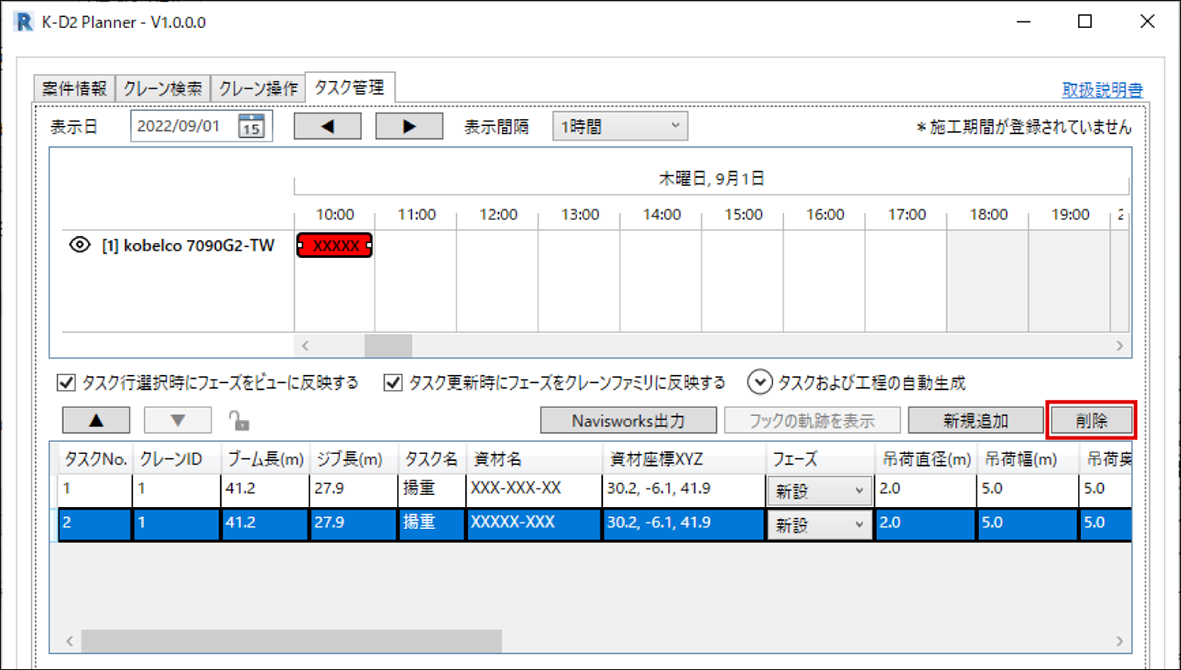 K-D2 Planner - V1.0.0.0
案件情報 クレーン検索 クレーン操作 タスク管理 取扱説明書
表示日 2022/09/01 15 ◀ ▶ 表示間隔 1時間 *施工期間が登録されていません
木曜日, 9月1日
10:00 11:00 12:00 13:00 14:00 15:00 16:00 17:00 18:00 19:00 2
[1] kobelco 7090G2-TW XXXXX
タスク行選択時にフェーズをビューに反映する タスク更新時にフェーズをクレーンファミリに反映する タスクおよび工程の自動生成
▲ ▼ Navisworks出力 フックの軌跡を表示 新規追加 削除
タスクNo. クレーンID ブーム長(m) ジブ長(m) タスク名 資材名 資材座標XYZ フェーズ 吊荷直径(m) 吊荷幅(m) 吊荷奥
1 1 41.2 27.9 揚重 XXX-XXX-XX 30.2, -6.1, 41.9 新設 2.0 5.0 5.0
2 1 41.2 27.9 揚重 XXXXX-XXX 30.2, -6.1, 41.9 新設 2.0 5.0 5.0